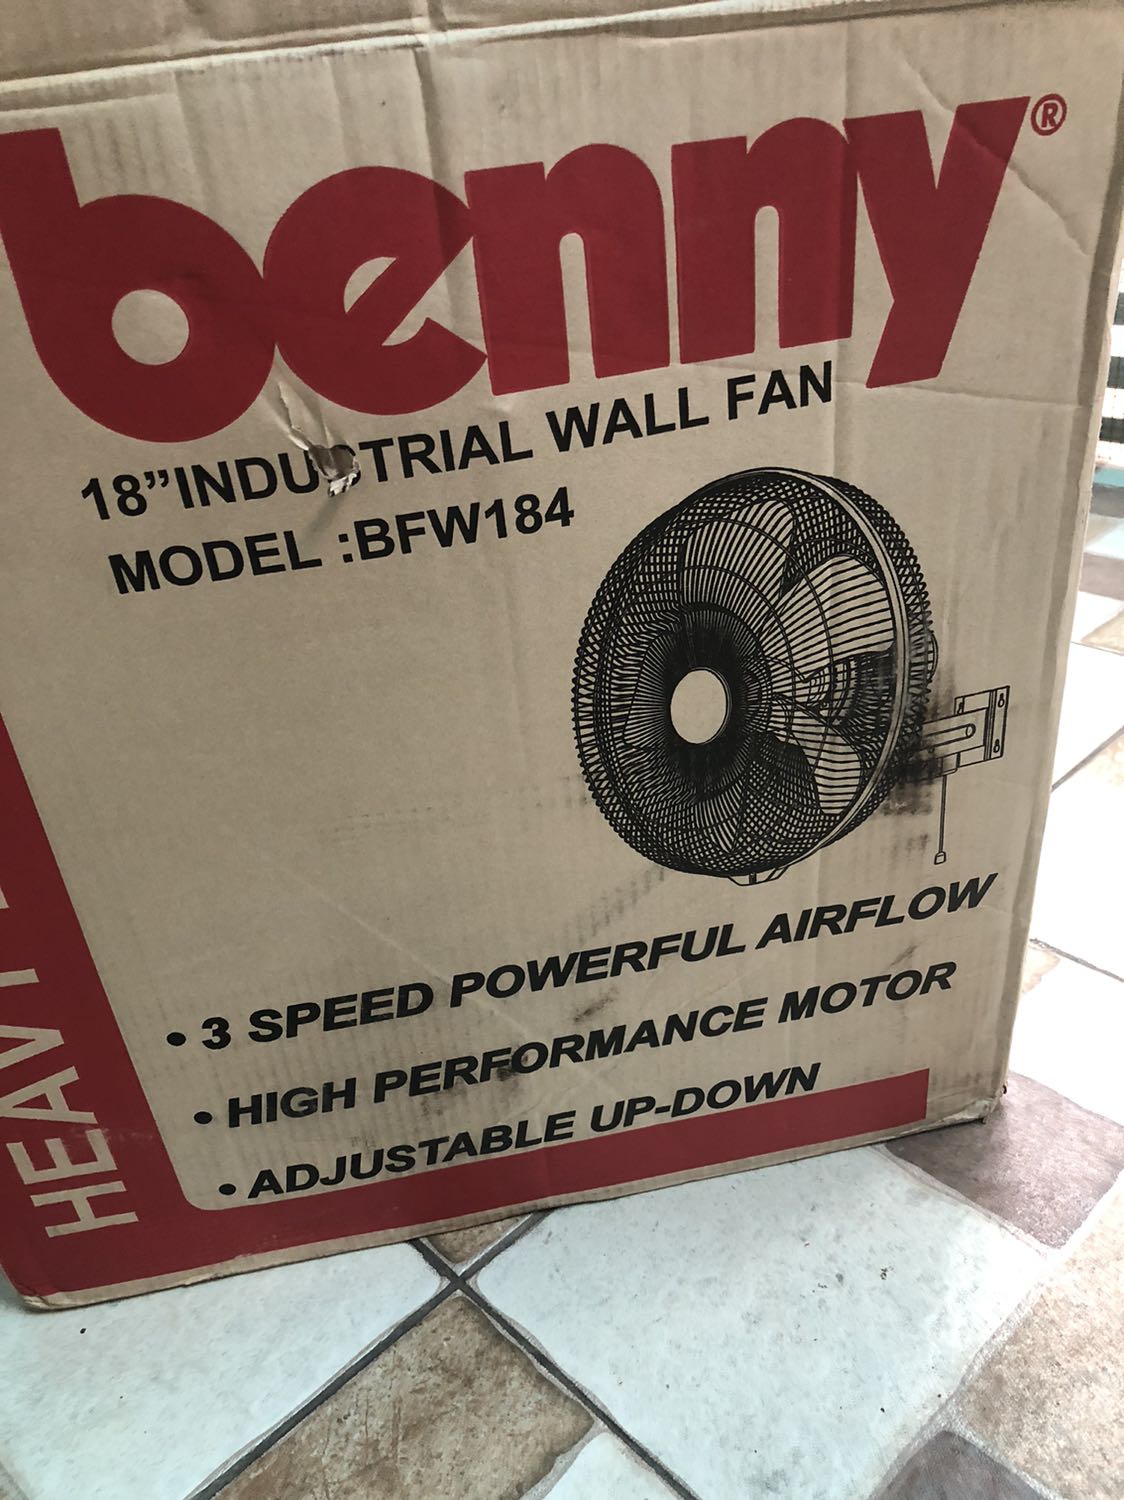 benny®
18"INDUSTRIAL WALL FAN
MODEL :BFW184
• 3 SPEED POWERFUL AIRFLOW
• HIGH PERFORMANCE MOTOR
• ADJUSTABLE UP-DOWN
HEAVY